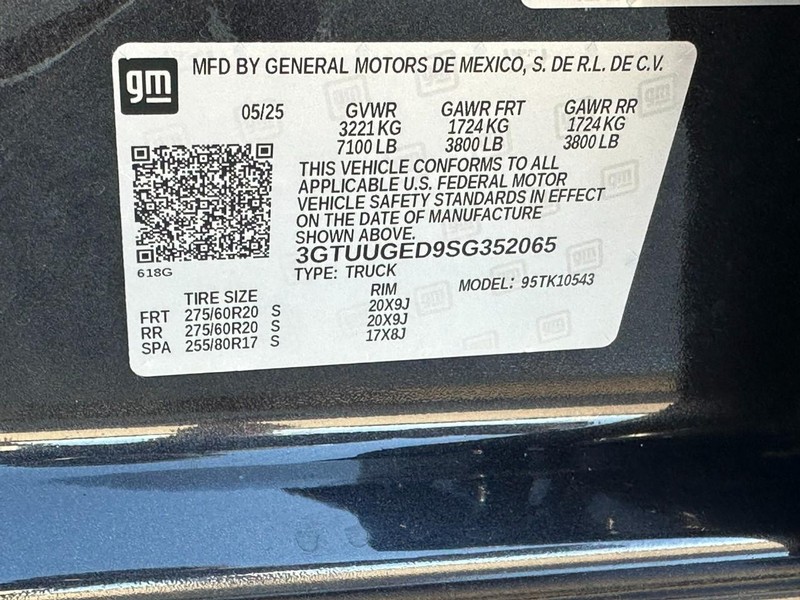 gm
MFD BY GENERAL MOTORS DE MEXICO, S. DE R.L. DE C.V.
05/25 GVWR GAWR FRT GAWR RR
3221 KG 1724 KG 1724 KG
7100 LB 3800 LB 3800 LB
THIS VEHICLE CONFORMS TO ALL
APPLICABLE U.S. FEDERAL MOTOR
VEHICLE SAFETY STANDARDS IN EFFECT
ON THE DATE OF MANUFACTURE
SHOWN ABOVE.
3GTUUGED9SG352065
618G
TYPE: TRUCK MODEL: 95TK10543
TIRE SIZE RIM
FRT 275/60R20 S 20X9J
RR 275/60R20 S 20X9J
SPA 255/80R17 S 17X8J